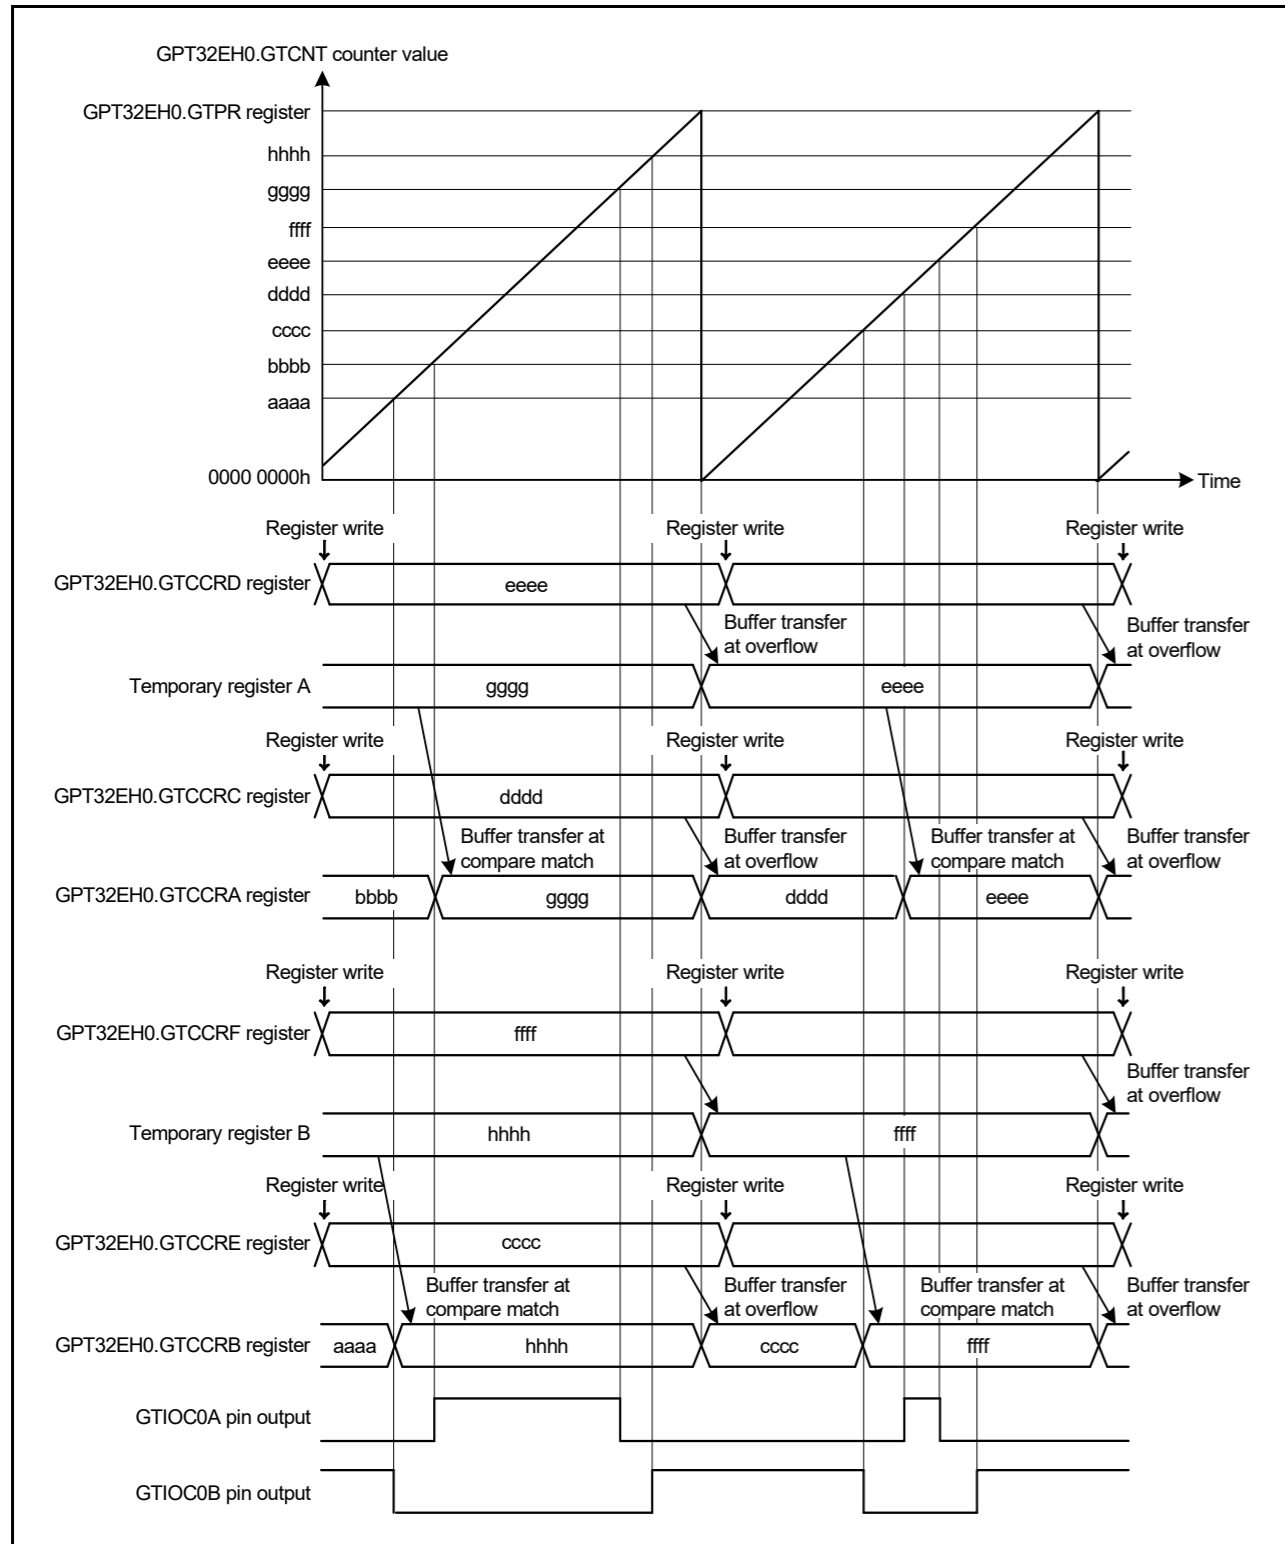 GPT32EH0.GTCNT counter value
GPT32EH0.GTPR register
hhhh
gggg
ffff
eeee
dddd
cccc
bbbb
aaaa
0000 0000h
Time
Register write Register write Register write
GPT32EH0.GTCCRD register eeee
Buffer transfer Buffer transfer
at overflow at overflow
Temporary register A gggg eeee
Register write Register write Register write
GPT32EH0.GTCCRC register dddd
Buffer transfer at Buffer transfer Buffer transfer at Buffer transfer
compare match at overflow compare match at overflow
GPT32EH0.GTCCRA register bbbb gggg dddd eeee
Register write Register write Register write
GPT32EH0.GTCCRF register ffff
Buffer transfer
at overflow
Temporary register B hhhh ffff
Register write Register write Register write
GPT32EH0.GTCCRE register cccc
Buffer transfer at Buffer transfer Buffer transfer at Buffer transfer
compare match at overflow compare match at overflow
GPT32EH0.GTCCRB register aaaa hhhh cccc ffff
GTIOC0A pin output
GTIOC0B pin output